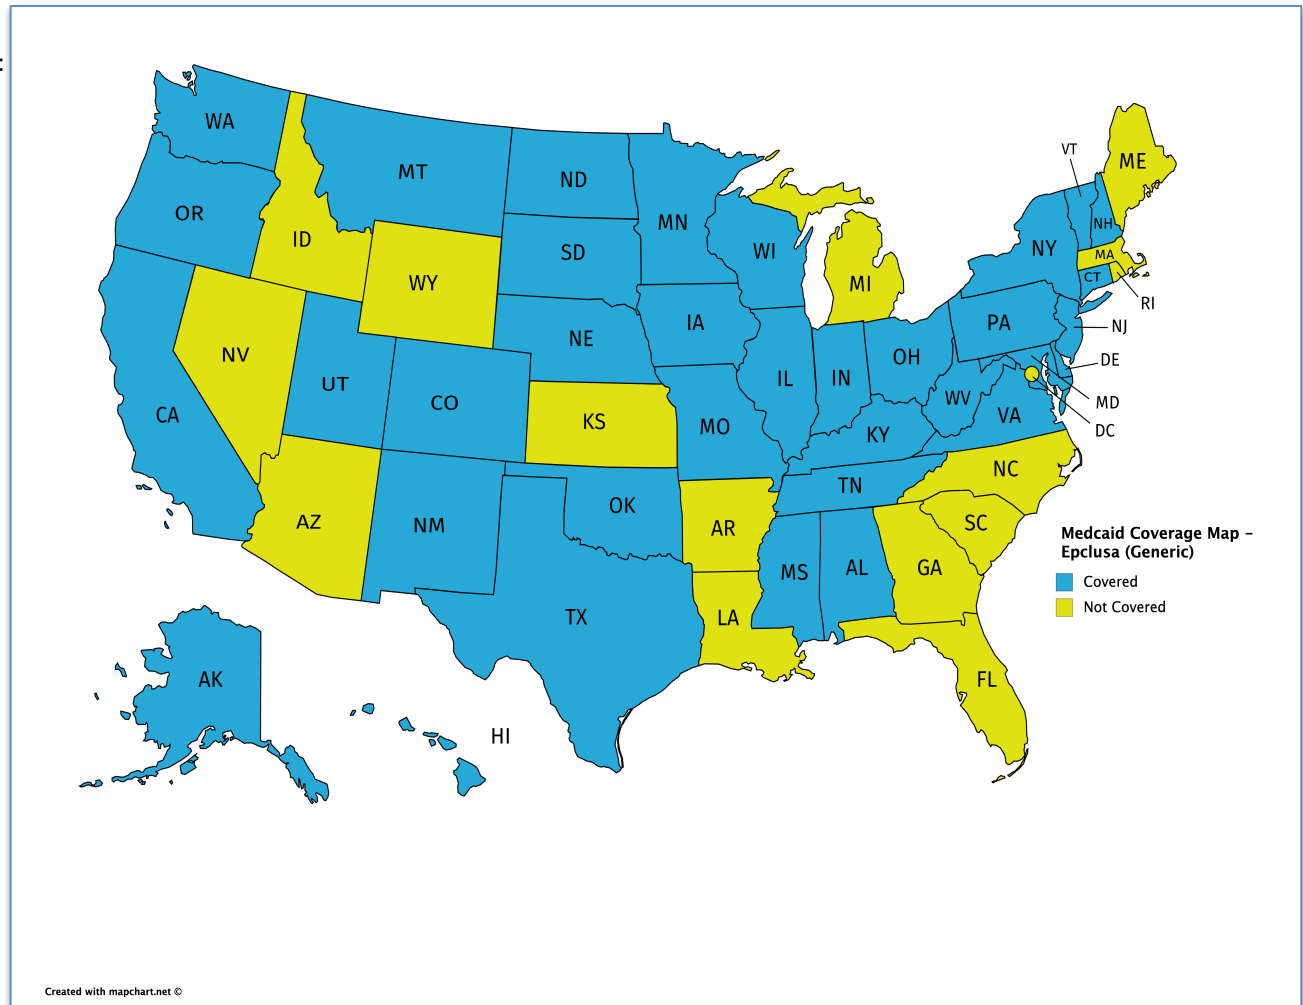 :
WA
MT
ND
MN
VT
ME
OR
ID
SD
WI
NY
NH
MA
CT
RI
WY
MI
IA
PA
NJ
NV
NE
OH
DE
UT
CO
IL
IN
WV
MD
CA
KS
MO
KY
VA
DC
NC
TN
AZ
NM
OK
AR
SC
MS
AL
GA
TX
LA
FL
AK
HI
Medcaid Coverage Map –
Epclusa (Generic)
Covered
Not Covered
Created with mapchart.net ©